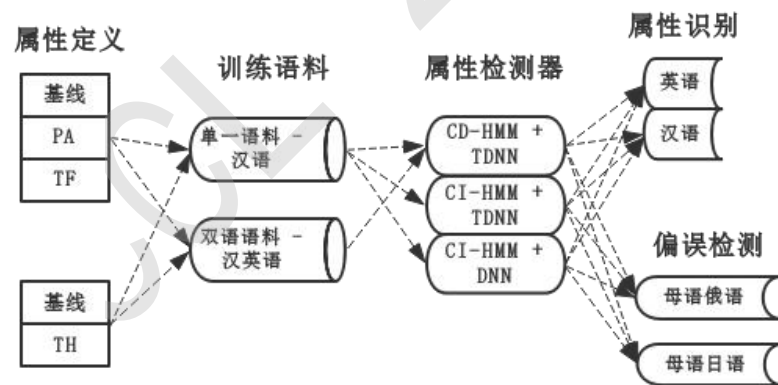 属性定义
基线
PA
TF
基线
TH
训练语料
单一语料 -
汉语
双语语料 -
汉英语
属性检测器
CD-HMM +
TDNN
CI-HMM +
TDNN
CI-HMM +
DNN
属性识别
英语
汉语
偏误检测
母语俄语
母语日语